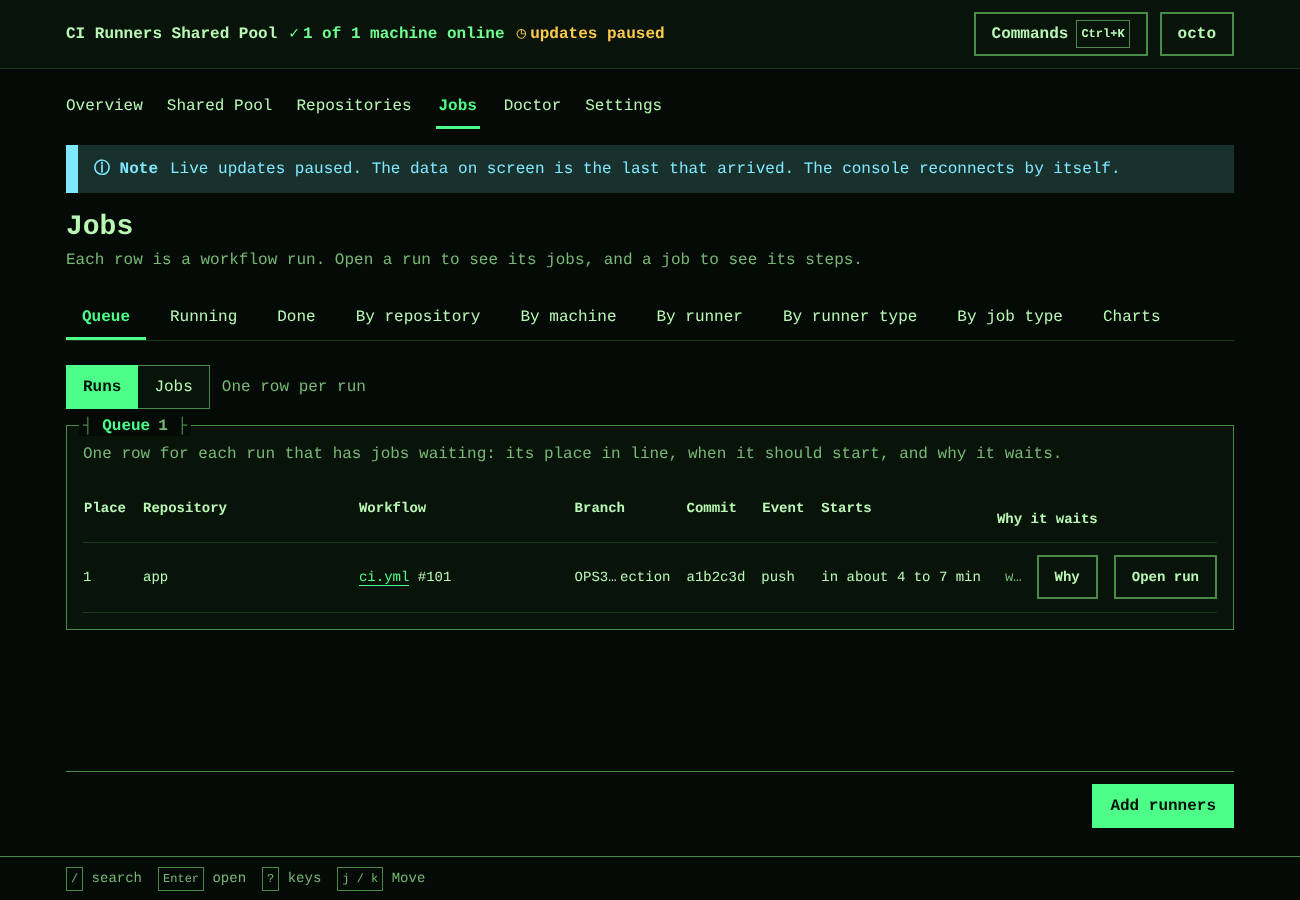 CI Runners Shared Pool ✓ 1 of 1 machine online ◷ updates paused Commands Ctrl+K octo
Overview Shared Pool Repositories Jobs Doctor Settings
ⓘ Note Live updates paused. The data on screen is the last that arrived. The console reconnects by itself.
Jobs
Each row is a workflow run. Open a run to see its jobs, and a job to see its steps.
Queue Running Done By repository By machine By runner By runner type By job type Charts
Runs Jobs One row per run
┤ Queue 1 ├
One row for each run that has jobs waiting: its place in line, when it should start, and why it waits.
Place Repository Workflow Branch Commit Event Starts Why it waits
1 app ci.yml #101 OPS3…ection a1b2c3d push in about 4 to 7 min w… Why Open run
Add runners
/ search Enter open ? keys j / k Move